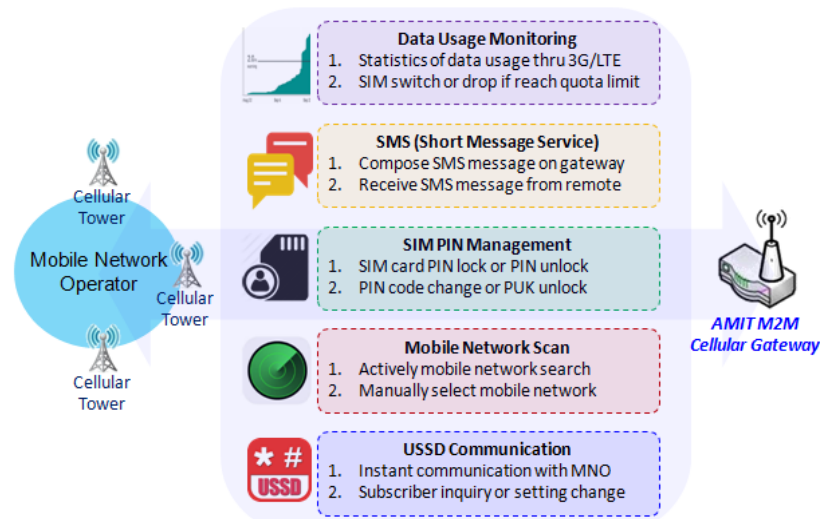 Data Usage Monitoring
1. Statistics of data usage thru 3G/LTE
2. SIM switch or drop if reach quota limit
SMS (Short Message Service)
1. Compose SMS message on gateway
2. Receive SMS message from remote
Cellular
Tower
Mobile Network
Operator
Cellular
Tower
Cellular
Tower
SIM PIN Management
1. SIM card PIN lock or PIN unlock
2. PIN code change or PUK unlock
AMIT M2M
Cellular Gateway
Mobile Network Scan
1. Actively mobile network search
2. Manually select mobile network
* #
USSD
USSD Communication
1. Instant communication with MNO
2. Subscriber inquiry or setting change